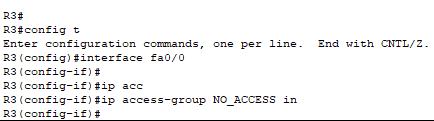 R3#
R3#config t
Enter configuration commands, one per line.  End with CNTL/Z.
R3(config)#interface fa0/0
R3(config-if)#
R3(config-if)#ip acc
R3(config-if)#ip access-group NO_ACCESS in
R3(config-if)#